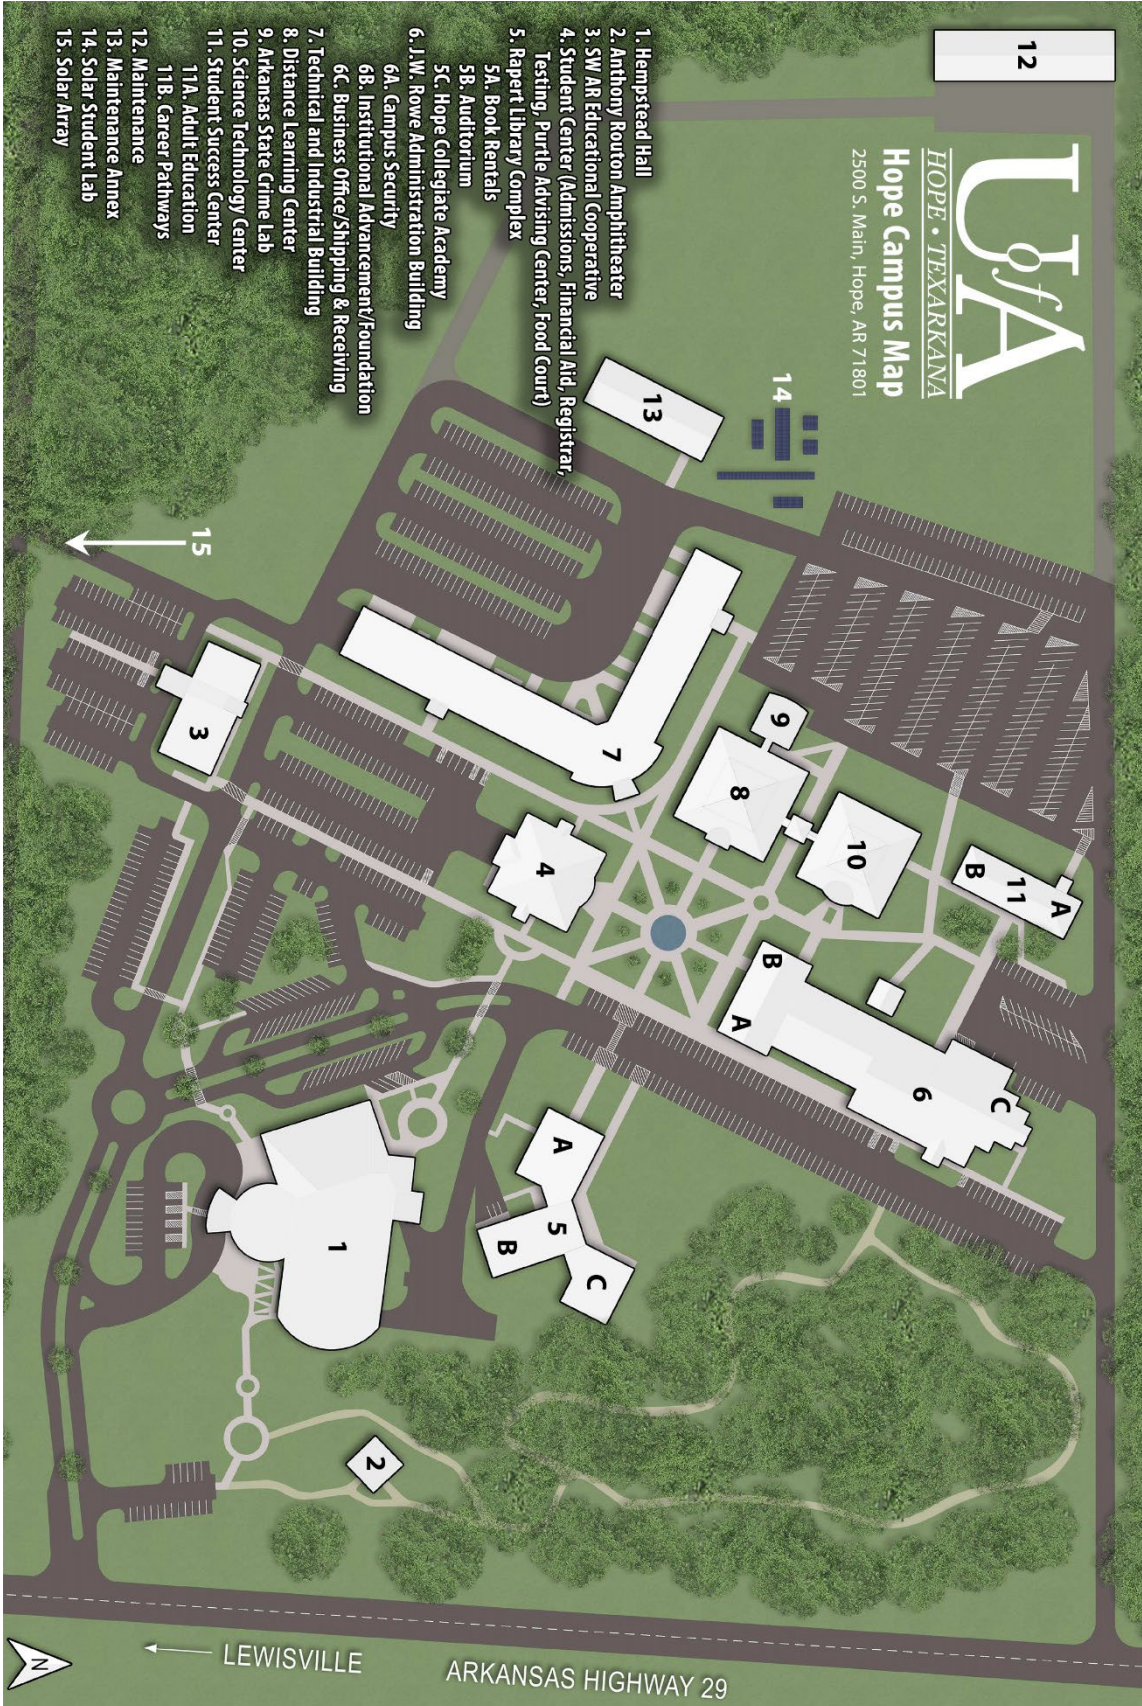 UofA
HOPE • TEXARKANA
Hope Campus Map
2500 S. Main, Hope, AR 71801
1. Hempstead Hall
2. Anthony Routon Amphitheater
3. SW AR Educational Cooperative
4. Student Center (Admissions, Financial Aid, Registrar,
Testing, Purtle Advising Center, Food Court)
5. Rapert Library Complex
5A. Book Rentals
5B. Auditorium
5C. Hope Collegiate Academy
6. J.W. Rowe Administration Building
6A. Campus Security
6B. Institutional Advancement/Foundation
6C. Business Office/Shipping & Receiving
7. Technical and Industrial Building
8. Distance Learning Center
9. Arkansas State Crime Lab
10. Science Technology Center
11. Student Success Center
11A. Adult Education
11B. Career Pathways
12. Maintenance
13. Maintenance Annex
14. Solar Student Lab
15. Solar Array
12
14
13
15
9
8
10
B
11
A
7
3
4
B
A
6
C
A
5
B
C
1
2
LEWISVILLE
ARKANSAS HIGHWAY 29
N